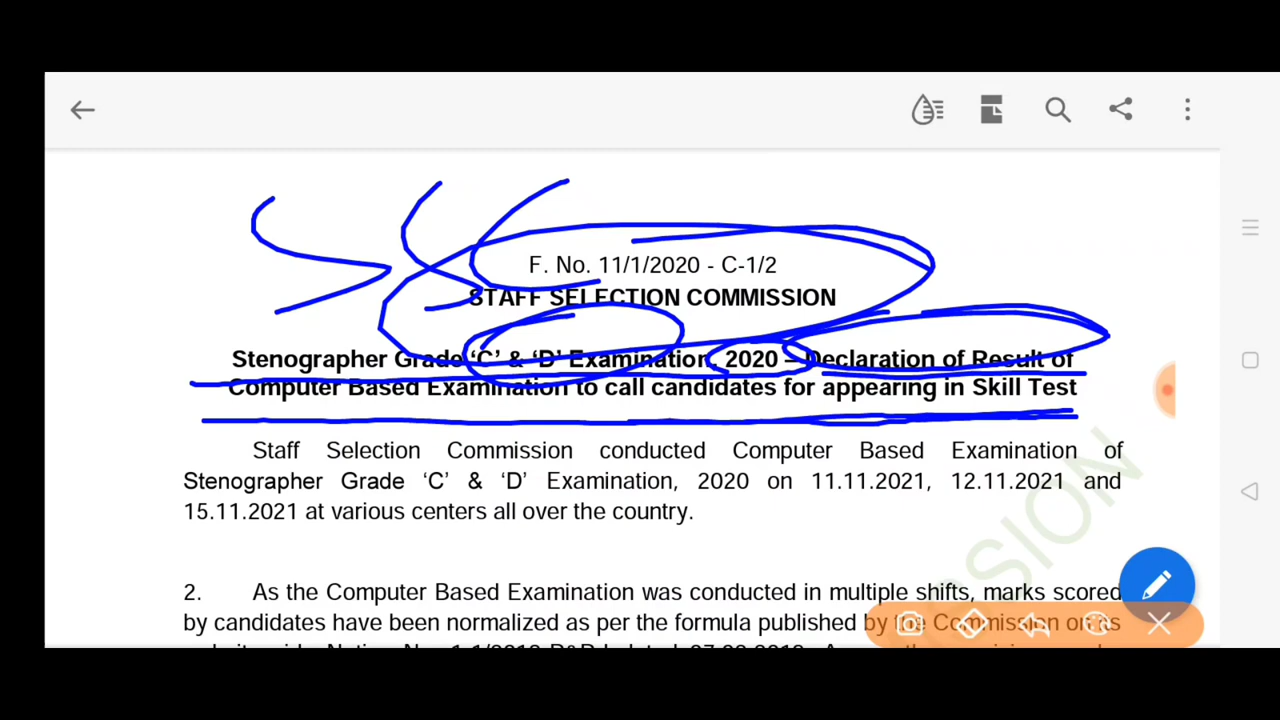 SSC
F. No. 11/1/2020 - C-1/2
STAFF SELECTION COMMISSION
Stenographer Grade ‘C’ & ‘D’ Examination, 2020 – Declaration of Result of
Computer Based Examination to call candidates for appearing in Skill Test
Staff Selection Commission conducted Computer Based Examination of
Stenographer Grade ‘C’ & ‘D’ Examination, 2020 on 11.11.2021, 12.11.2021 and
15.11.2021 at various centers all over the country.
2. As the Computer Based Examination was conducted in multiple shifts, marks scored
by candidates have been normalized as per the formula published by the Commission on its